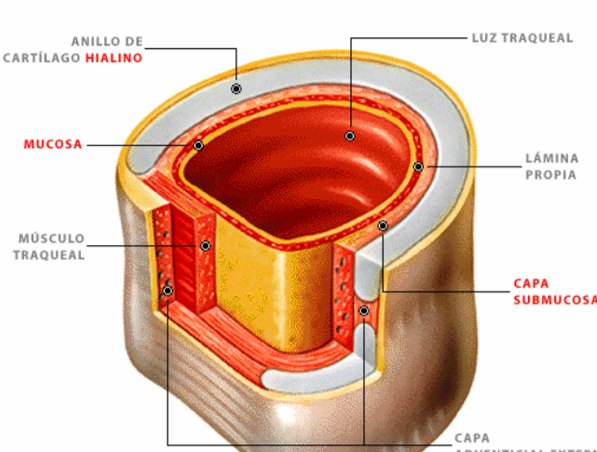 ANILLO DE
CARTÍLAGO HIALINO
LUZ TRAQUEAL
MUCOSA
LÁMINA
PROPIA
MÚSCULO
TRAQUEAL
CAPA
SUBMUCOSA
CAPA